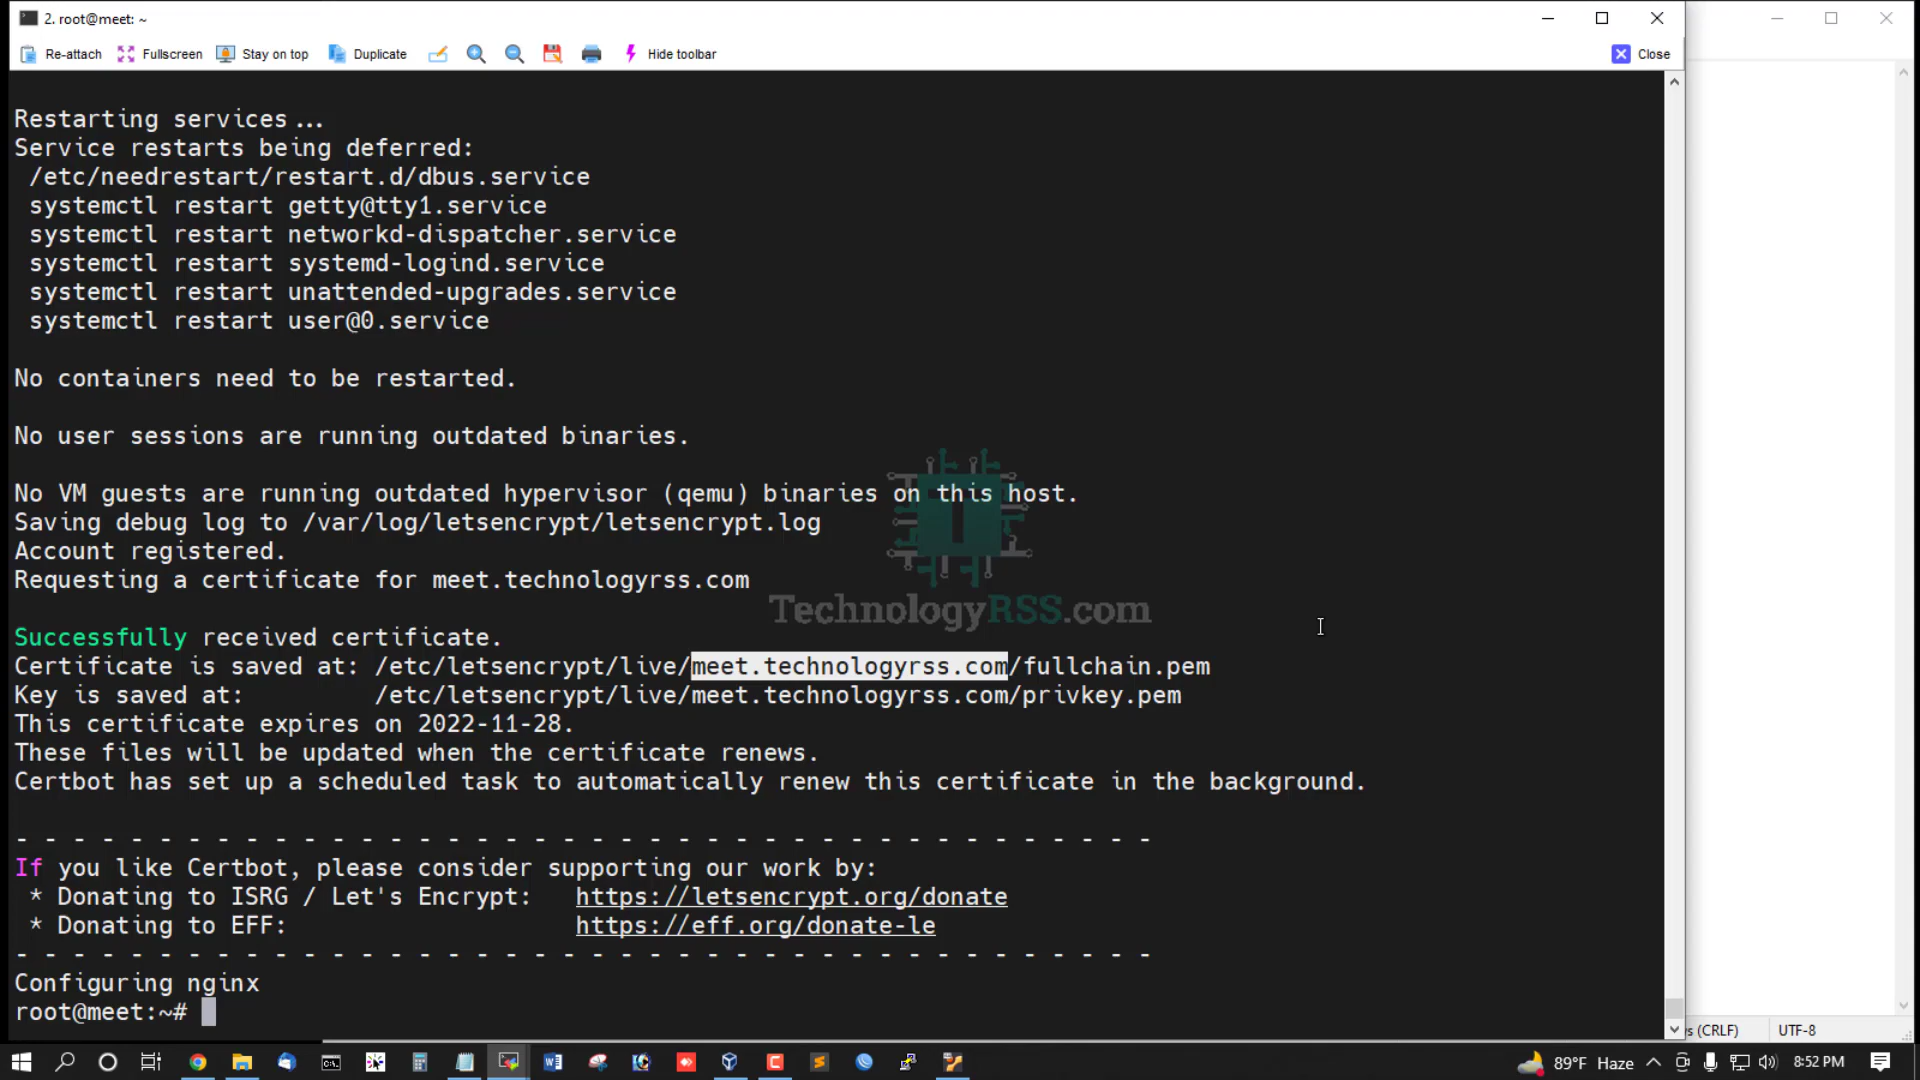 2. root@meet: ~
Re-attach Fullscreen Stay on top Duplicate Hide toolbar Close
Restarting services...
Service restarts being deferred:
/etc/needrestart/restart.d/dbus.service
systemctl restart getty@tty1.service
systemctl restart networkd-dispatcher.service
systemctl restart systemd-logind.service
systemctl restart unattended-upgrades.service
systemctl restart user@0.service
No containers need to be restarted.
No user sessions are running outdated binaries.
No VM guests are running outdated hypervisor (qemu) binaries on this host.
Saving debug log to /var/log/letsencrypt/letsencrypt.log
Account registered.
Requesting a certificate for meet.technologyrss.com
TechnologyRSS.com
Successfully received certificate.
Certificate is saved at: /etc/letsencrypt/live/meet.technologyrss.com/fullchain.pem
Key is saved at: /etc/letsencrypt/live/meet.technologyrss.com/privkey.pem
This certificate expires on 2022-11-28.
These files will be updated when the certificate renews.
Certbot has set up a scheduled task to automatically renew this certificate in the background.
- - - - - - - - - - - - - - - - - - - - - - - - - - - - - - - - - - - - - - - -
If you like Certbot, please consider supporting our work by:
* Donating to ISRG / Let's Encrypt: https://letsencrypt.org/donate
* Donating to EFF: https://eff.org/donate-le
- - - - - - - - - - - - - - - - - - - - - - - - - - - - - - - - - - - - - - - -
Configuring nginx
root@meet:~#
s (CRLF) UTF-8
89°F Haze 8:52 PM